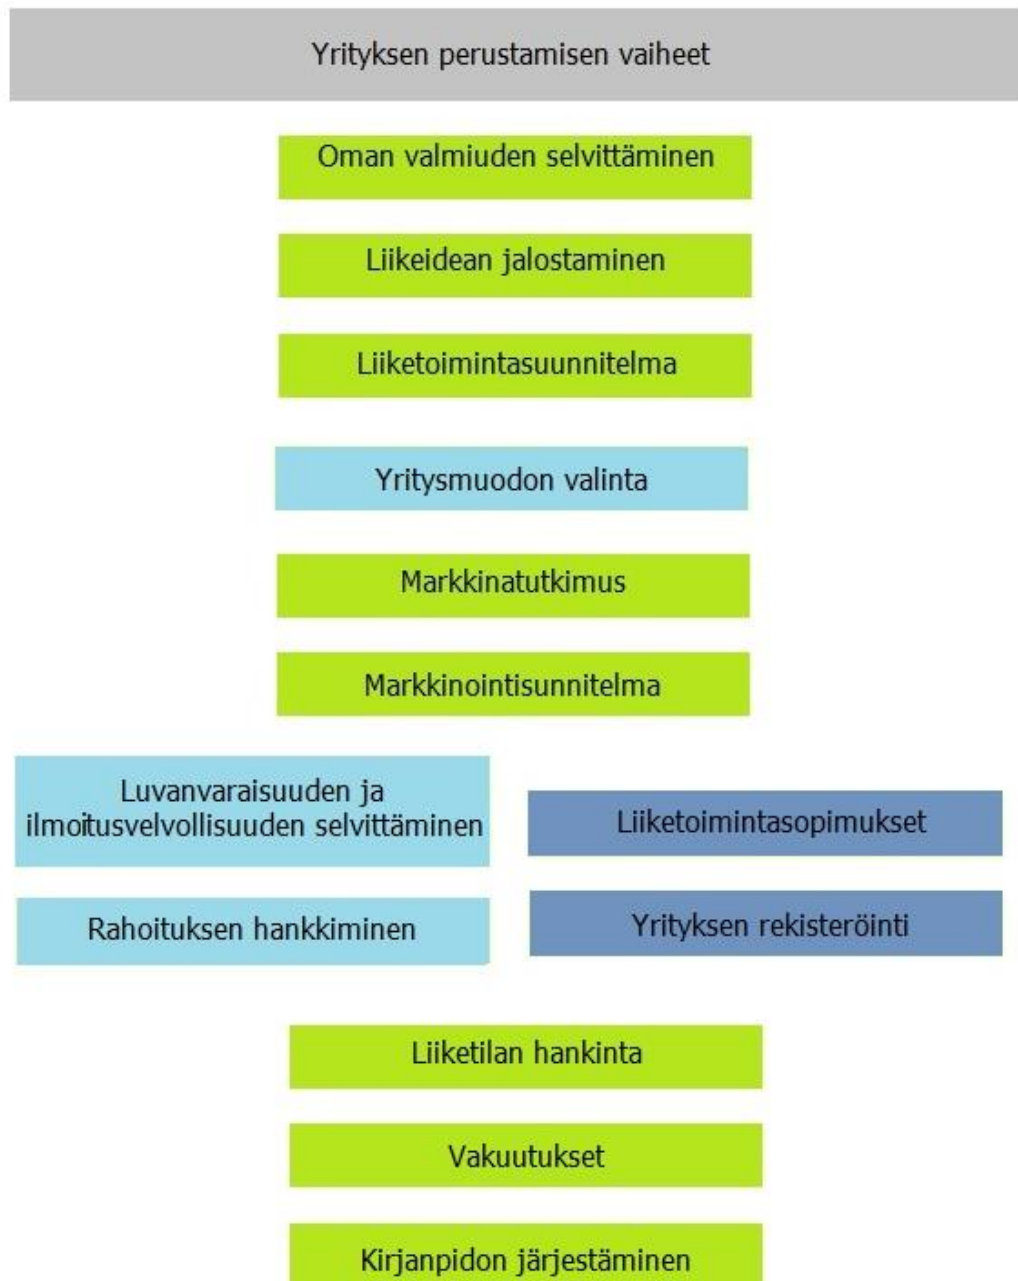 Yrityksen perustamisen vaiheet
Oman valmiuden selvittäminen
Liikeidean jalostaminen
Liiketoimintasuunnitelma
Yritysmuodon valinta
Markkinatutkimus
Markkinointisunnitelma
Luvanvaraisuuden ja
ilmoitusvelvollisuuden selvittäminen
Liiketoimintasopimukset
Rahoituksen hankkiminen
Yrityksen rekisteröinti
Liiketilan hankinta
Vakuutukset
Kirjanpidon järjestäminen